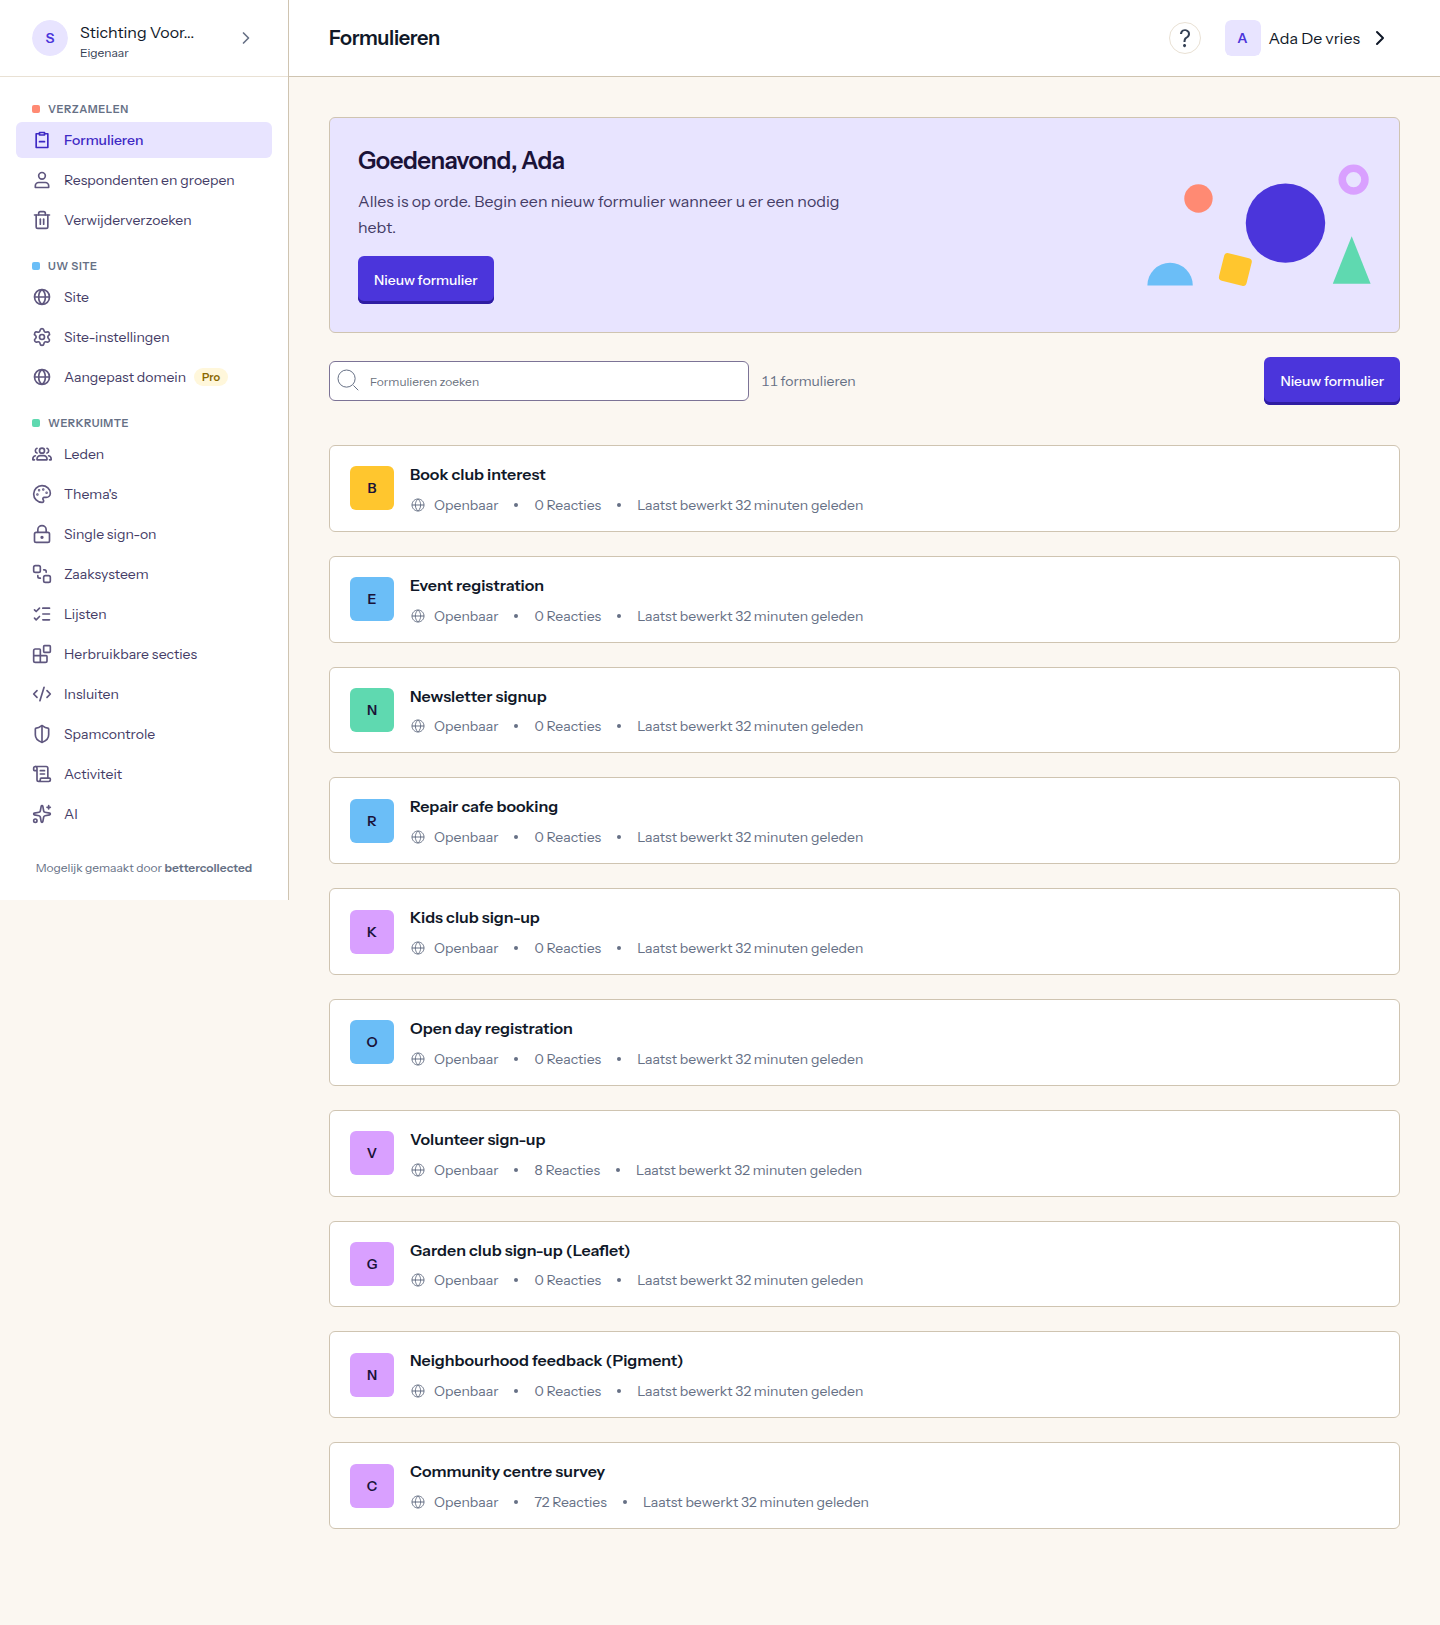 S
Stichting Voor...
Eigenaar
Formulieren
?
A
Ada De vries
VERZAMELEN
Formulieren
Respondenten en groepen
Verwijderverzoeken
UW SITE
Site
Site-instellingen
Aangepast domein Pro
WERKRUIMTE
Leden
Thema's
Single sign-on
Zaaksysteem
Lijsten
Herbruikbare secties
Insluiten
Spamcontrole
Activiteit
AI
Mogelijk gemaakt door bettercollected
Goedenavond, Ada
Alles is op orde. Begin een nieuw formulier wanneer u er een nodig
hebt.
Nieuw formulier
Formulieren zoeken
11 formulieren
Nieuw formulier
B
Book club interest
Openbaar • 0 Reacties • Laatst bewerkt 32 minuten geleden
E
Event registration
Openbaar • 0 Reacties • Laatst bewerkt 32 minuten geleden
N
Newsletter signup
Openbaar • 0 Reacties • Laatst bewerkt 32 minuten geleden
R
Repair cafe booking
Openbaar • 0 Reacties • Laatst bewerkt 32 minuten geleden
K
Kids club sign-up
Openbaar • 0 Reacties • Laatst bewerkt 32 minuten geleden
O
Open day registration
Openbaar • 0 Reacties • Laatst bewerkt 32 minuten geleden
V
Volunteer sign-up
Openbaar • 8 Reacties • Laatst bewerkt 32 minuten geleden
G
Garden club sign-up (Leaflet)
Openbaar • 0 Reacties • Laatst bewerkt 32 minuten geleden
N
Neighbourhood feedback (Pigment)
Openbaar • 0 Reacties • Laatst bewerkt 32 minuten geleden
C
Community centre survey
Openbaar • 72 Reacties • Laatst bewerkt 32 minuten geleden